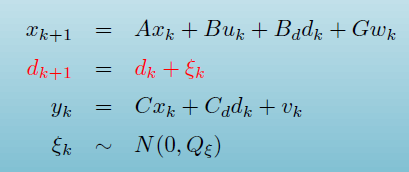 x_{k+1} = Ax_k + Bu_k + B_d d_k + Gw_k
d_{k+1} = d_k + ξ_k
y_k = Cx_k + C_d d_k + v_k
ξ_k ∼ N(0, Q_ξ)